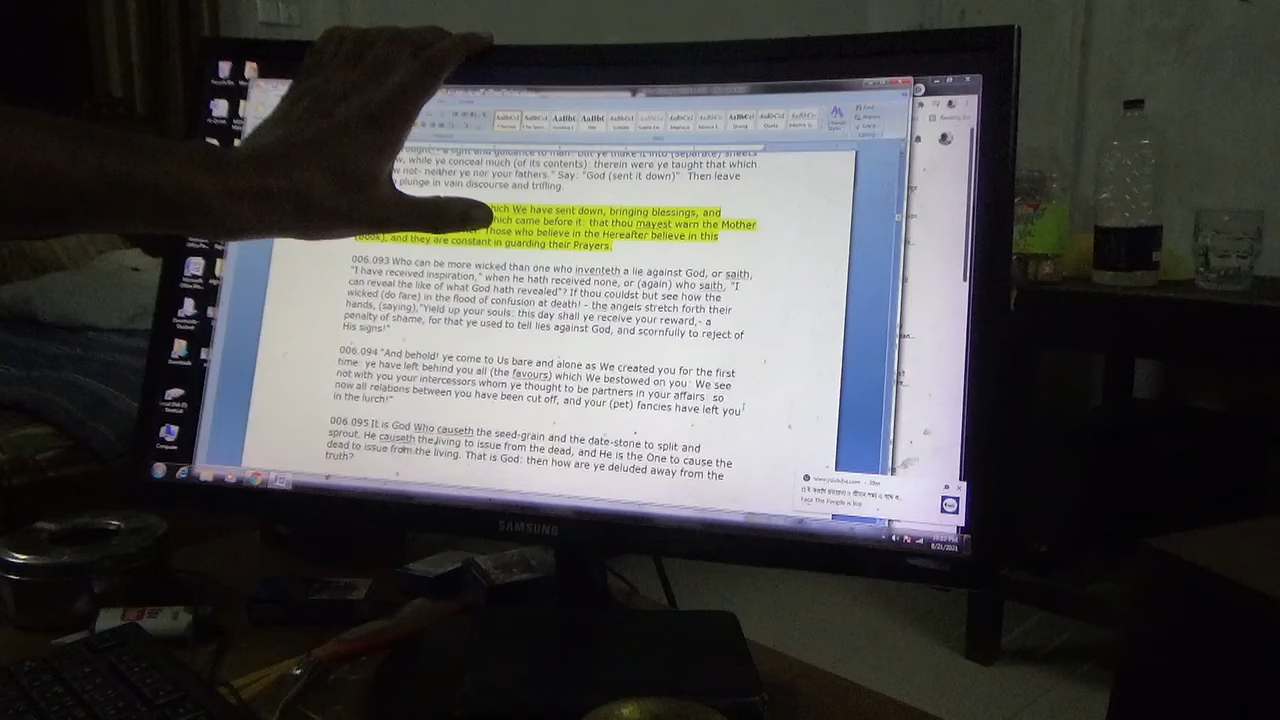 w, while ye conceal much (of its contents): therein were ye taught that which
not- neither ye nor your fathers." Say: "God (sent it down)": Then leave
plunge in vain discourse and trifling.
We have sent down, bringing blessings, and
which came before it: that thou mayest warn the Mother
Those who believe in the Hereafter believe in this
(Book), and they are constant in guarding their Prayers.
006.093 Who can be more wicked than one who inventeth a lie against God, or saith,
"I have received inspiration," when he hath received none, or (again) who saith, "I
can reveal the like of what God hath revealed"? If thou couldst but see how the
wicked (do fare) in the flood of confusion at death! - the angels stretch forth their
hands, (saying),"Yield up your souls: this day shall ye receive your reward,- a
penalty of shame, for that ye used to tell lies against God, and scornfully to reject of
His signs!"
006.094 "And behold! ye come to Us bare and alone as We created you for the first
time: ye have left behind you all (the favours) which We bestowed on you: We see
not with you your intercessors whom ye thought to be partners in your affairs: so
now all relations between you have been cut off, and your (pet) fancies have left you
in the lurch!"
006.095 It is God Who causeth the seed-grain and the date-stone to split and
sprout. He causeth the living to issue from the dead, and He is the One to cause the
dead to issue from the living. That is God: then how are ye deluded away from the
truth?
Face The People is live
8/21/2021
Computer
SAMSUNG